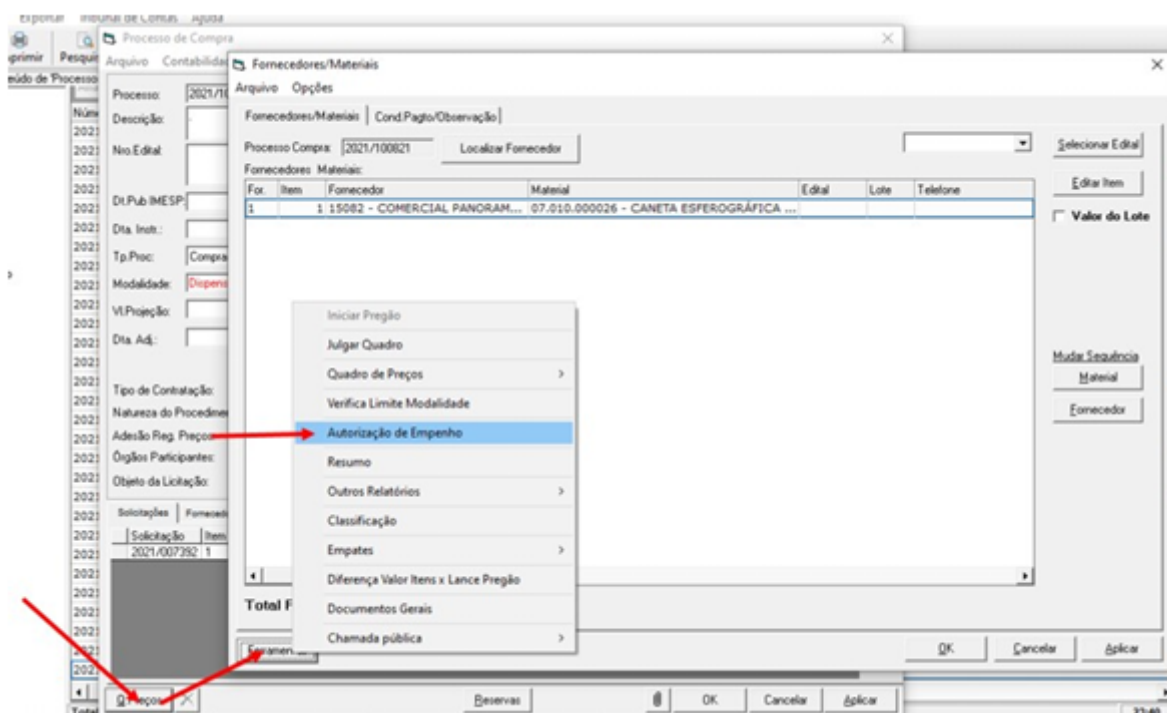 Exportar Tribunal de Contas Ajuda
Pesquis
Processo de Compra
Arquivo Contabilidad
Processo: 2021/10
Descrição:
Nro.Edital:
Dt.Pub IMESP:
Dta. Instr.:
Tp.Proc: Compra
Modalidade: Dispens
Vl.Projeção:
Dta. Adj.:
Tipo de Contratação:
Natureza do Procedimen
Adesão Reg. Preços
Órgãos Participantes:
Objeto da Licitação:
Solicitações Forneced
Solicitação Item
2021/007392 1
Fornecedores/Materiais
Arquivo Opções
Fornecedores/Materiais Cond.Pagto/Observação
Processo Compra: 2021/100821 Localizar Fornecedor
Fornecedores Materiais:
For. Item Fornecedor Material Edital Lote Telefone
1 1 15082 - COMERCIAL PANORAM... 07.010.000026 - CANETA ESFEROGRÁFICA ...
Selecionar Edital
Editar Item
Valor do Lote
Mudar Sequência
Material
Fornecedor
Iniciar Pregão
Julgar Quadro
Quadro de Preços
Verifica Limite Modalidade
Autorização de Empenho
Resumo
Outros Relatórios
Classificação
Empates
Diferença Valor Itens x Lance Pregão
Documentos Gerais
Chamada pública
Total F
OK Cancelar Aplicar
Reservas OK Cancelar Aplicar